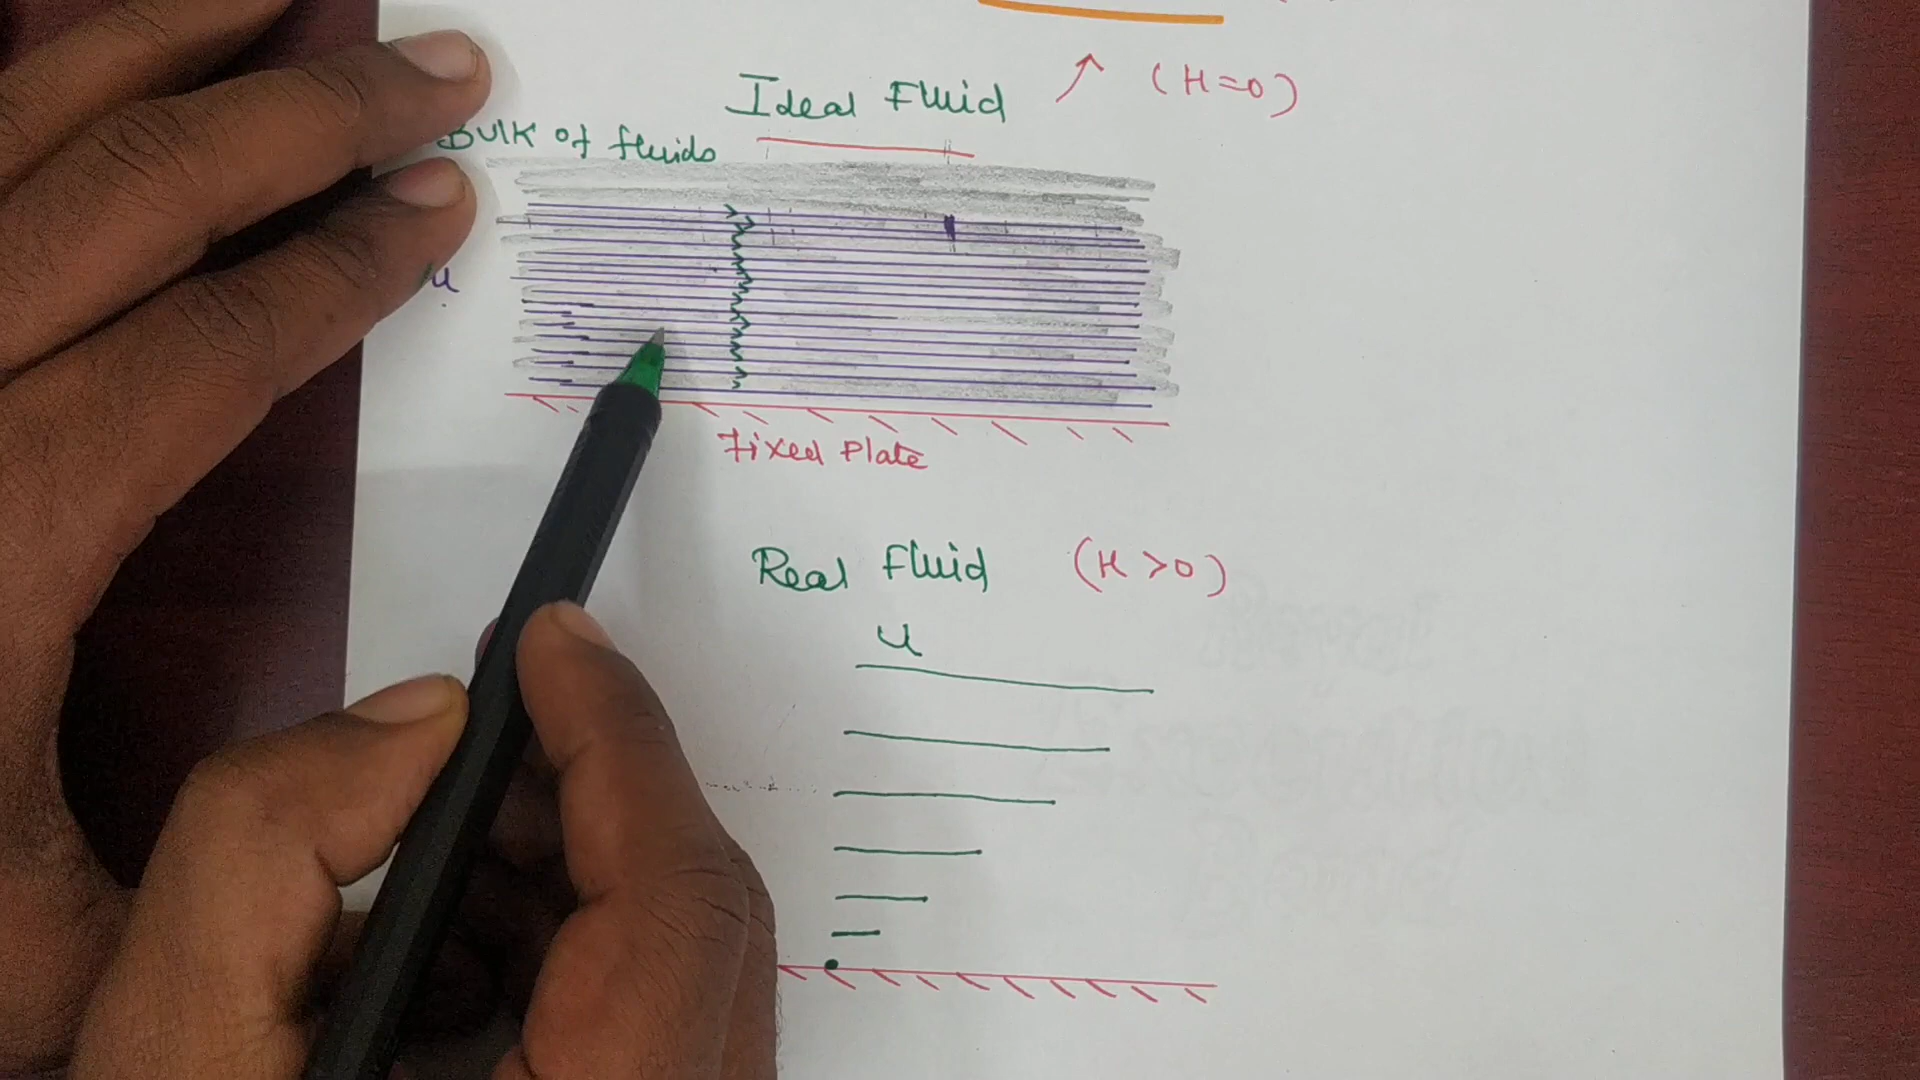 Ideal Fluid (μ=0)
Bulk of fluids
u
Fixed Plate
Real Fluid (μ>0)
u